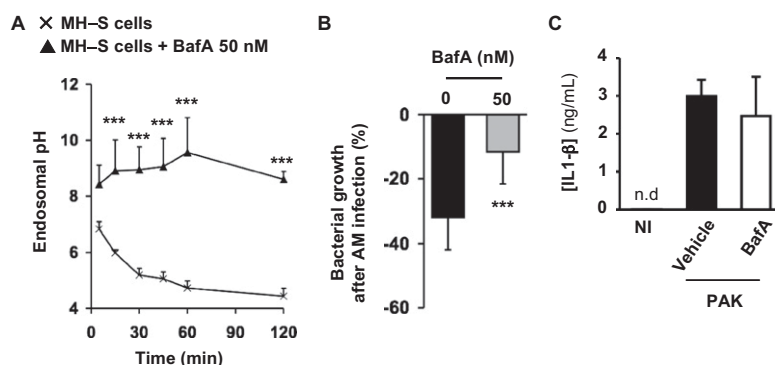 A
× MH–S cells
▲ MH–S cells + BafA 50 nM
Endosomal pH
12
10
8
6
4
*** *** *** *** ***
0 30 60 90 120
Time (min)
B
BafA (nM)
0 50
Bacterial growth
after AM infection (%)
0
-20
-40
-60
***
C
[IL1-β] (ng/mL)
4
3
2
1
0
n.d
NI
Vehicle
BafA
PAK